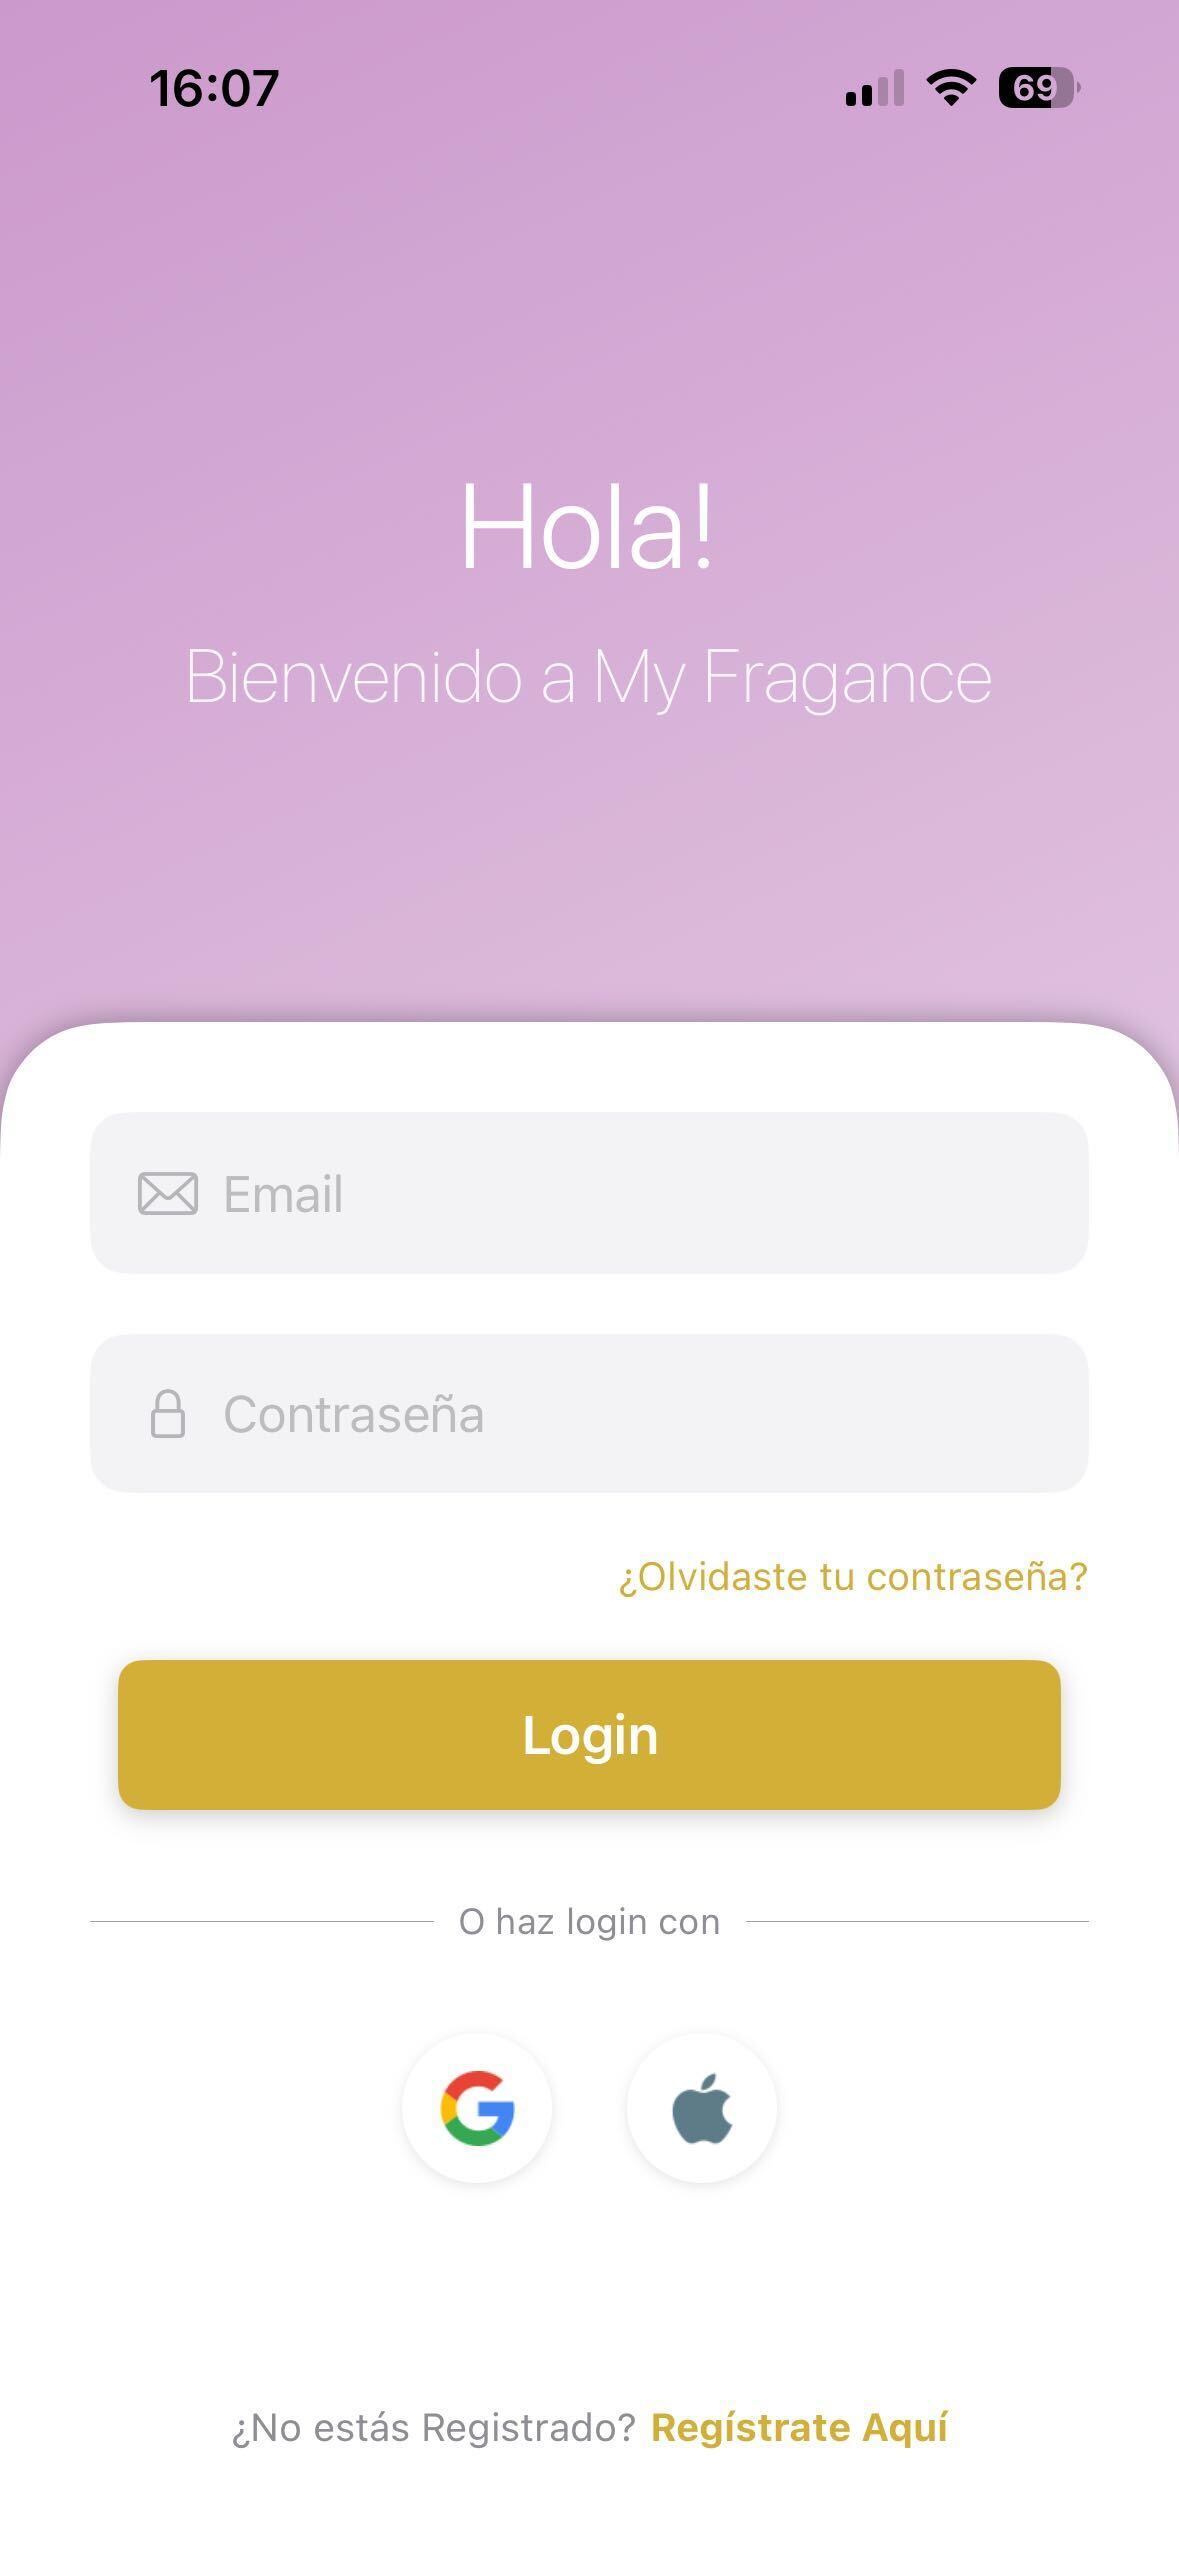 16:07
69
Hola!
Bienvenido a My Fragance
Email
Contraseña
¿Olvidaste tu contraseña?
Login
O haz login con
¿No estás Registrado? Regístrate Aquí